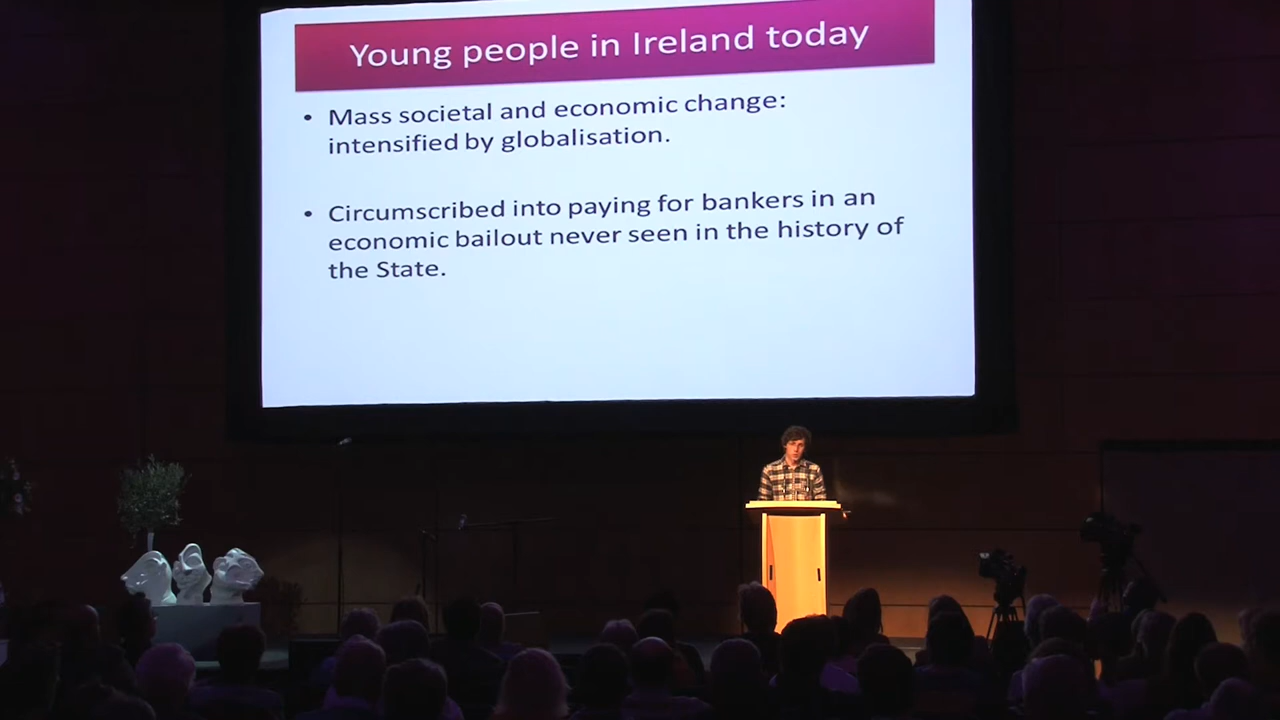 Young people in Ireland today
• Mass societal and economic change:
intensified by globalisation.
• Circumscribed into paying for bankers in an
economic bailout never seen in the history of
the State.